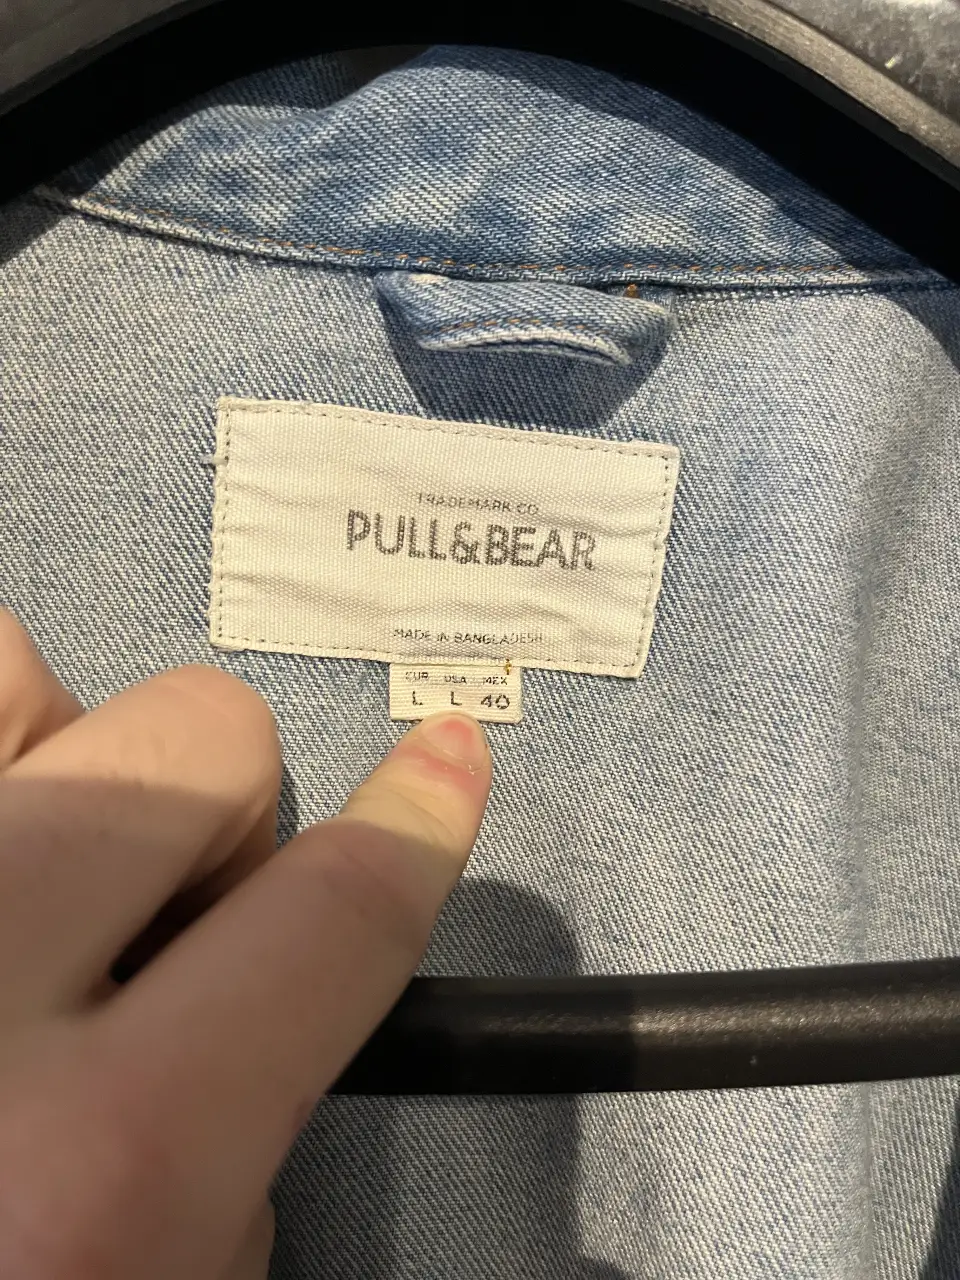 TRADEMARK CO
PULL&BEAR
MADE IN BANGLADESH
EUR USA MEX
L L 40